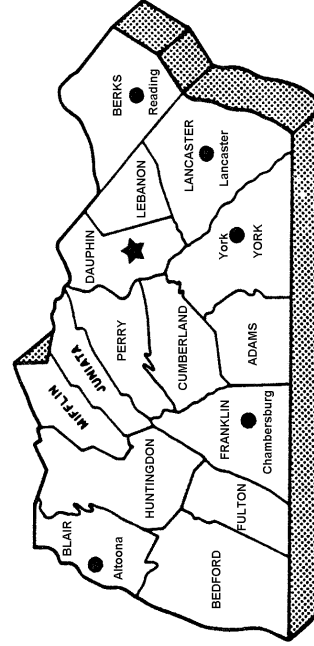 BERKS
Reading
LANCASTER
Lancaster
LEBANON
DAUPHIN
York
YORK
PERRY
CUMBERLAND
ADAMS
JUNIATA
MIFFLIN
FRANKLIN
Chambersburg
HUNTINGDON
FULTON
BLAIR
Altoona
BEDFORD